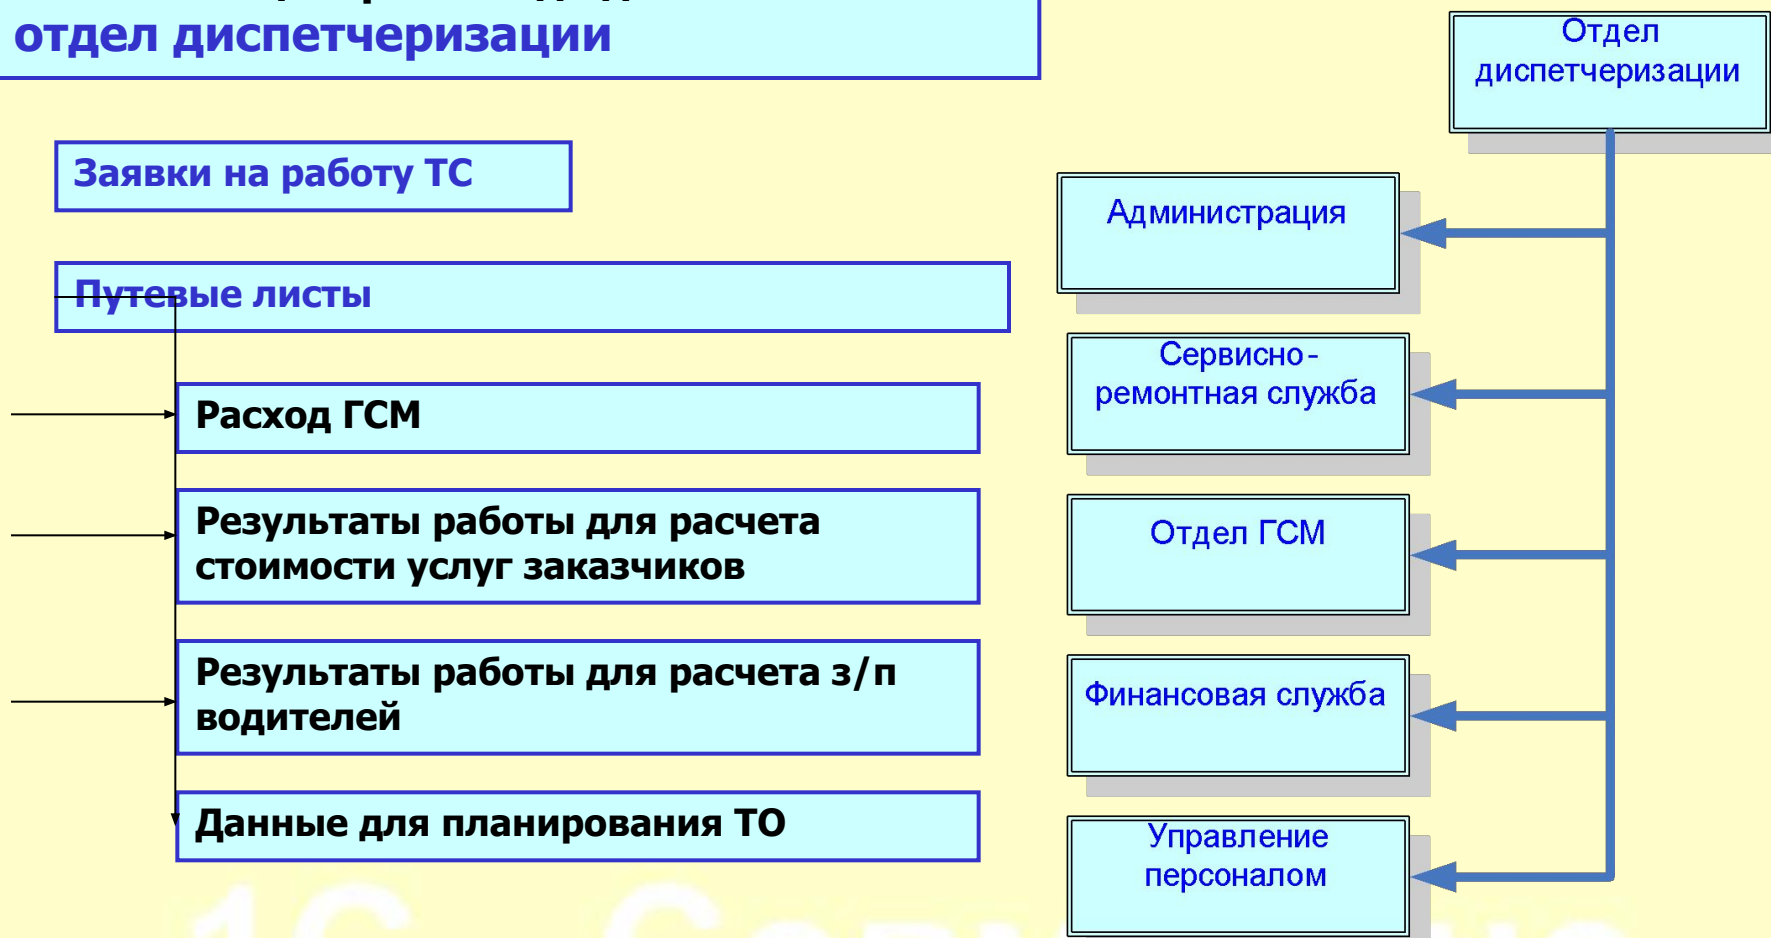 отдел диспетчеризации
Заявки на работу ТС
Путевые листы
Расход ГСМ
Результаты работы для расчета
стоимости услуг заказчиков
Результаты работы для расчета з/п
водителей
Данные для планирования ТО
Отдел
диспетчеризации
Администрация
Сервисно-
ремонтная служба
Отдел ГСМ
Финансовая служба
Управление
персоналом
1С